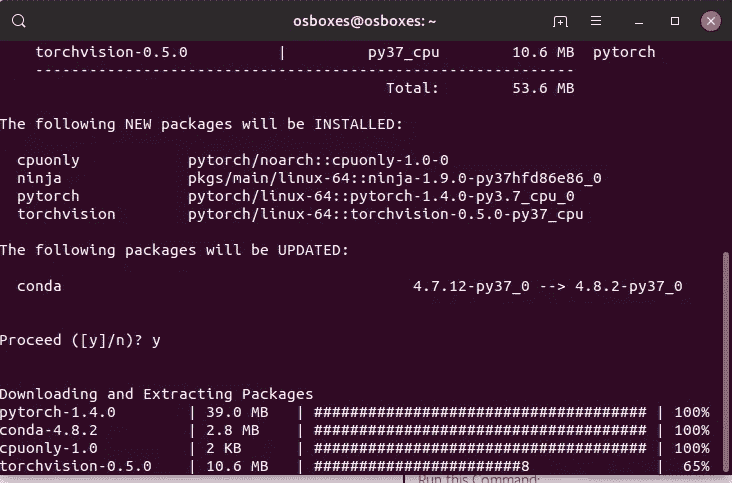 osboxes@osboxes: ~
torchvision-0.5.0 | py37_cpu 10.6 MB pytorch
------------------------------------------------------------
Total: 53.6 MB
The following NEW packages will be INSTALLED:
cpuonly pytorch/noarch::cpuonly-1.0-0
ninja pkgs/main/linux-64::ninja-1.9.0-py37hfd86e86_0
pytorch pytorch/linux-64::pytorch-1.4.0-py3.7_cpu_0
torchvision pytorch/linux-64::torchvision-0.5.0-py37_cpu
The following packages will be UPDATED:
conda 4.7.12-py37_0 --> 4.8.2-py37_0
Proceed ([y]/n)? y
Downloading and Extracting Packages
pytorch-1.4.0 | 39.0 MB | ##################################### | 100%
conda-4.8.2 | 2.8 MB | ##################################### | 100%
cpuonly-1.0 | 2 KB | ##################################### | 100%
torchvision-0.5.0 | 10.6 MB | #######################8 | 65%
Run this Command: